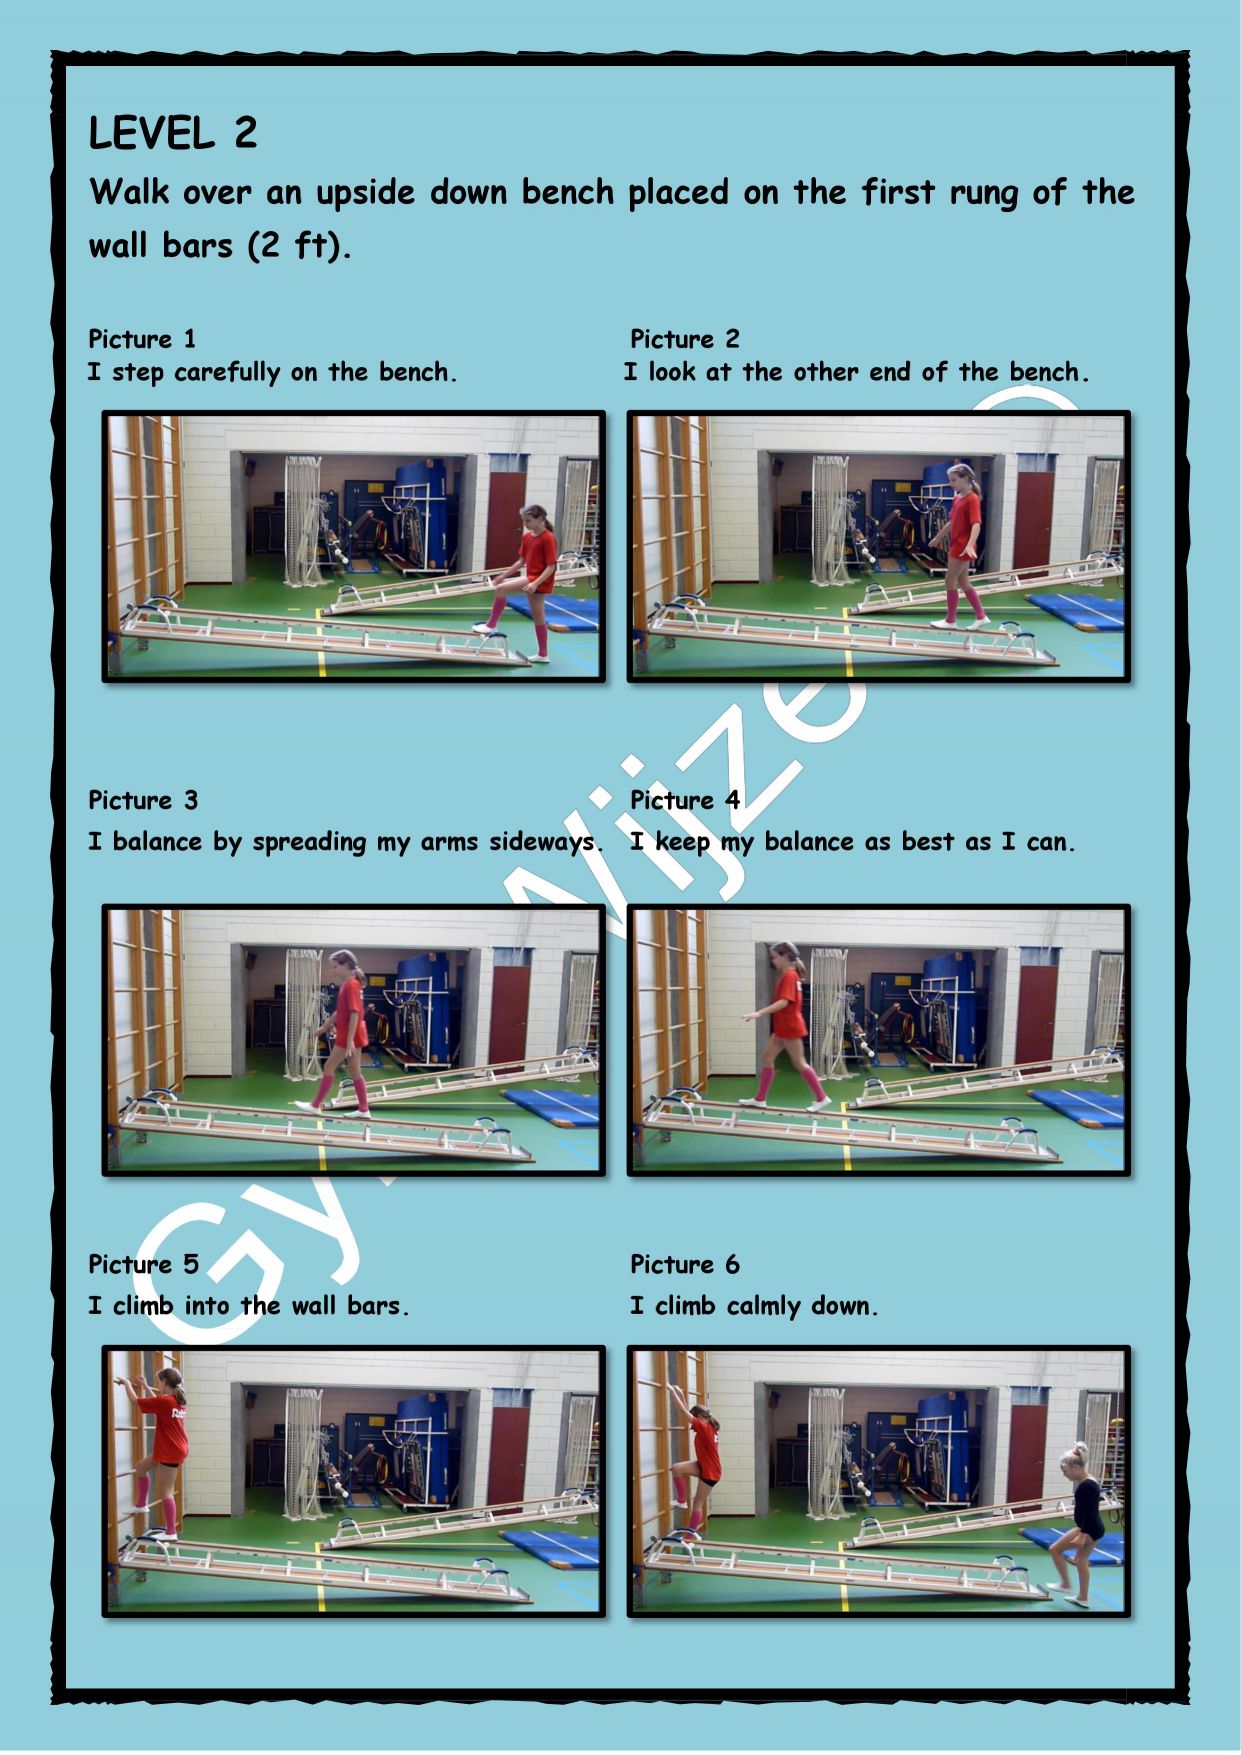 LEVEL 2
Walk over an upside down bench placed on the first rung of the
wall bars (2 ft).
Picture 1
I step carefully on the bench.
Picture 2
I look at the other end of the bench.
Picture 3
I balance by spreading my arms sideways.
Picture 4
I keep my balance as best as I can.
Picture 5
I climb into the wall bars.
Picture 6
I climb calmly down.